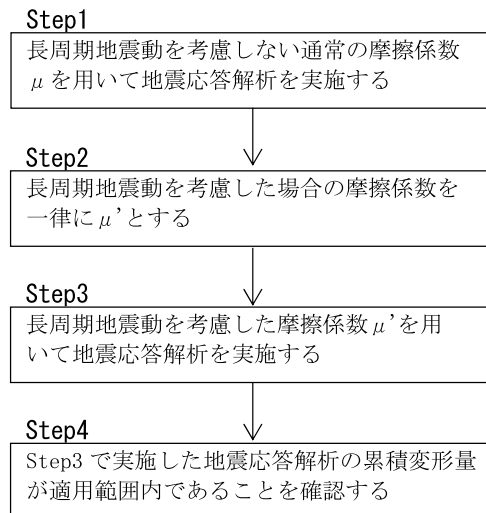 Step1
長周期地震動を考慮しない通常の摩擦係数
μを用いて地震応答解析を実施する
Step2
長周期地震動を考慮した場合の摩擦係数を
一律にμ’とする
Step3
長周期地震動を考慮した摩擦係数μ’を用
いて地震応答解析を実施する
Step4
Step3で実施した地震応答解析の累積変形量
が適用範囲内であることを確認する